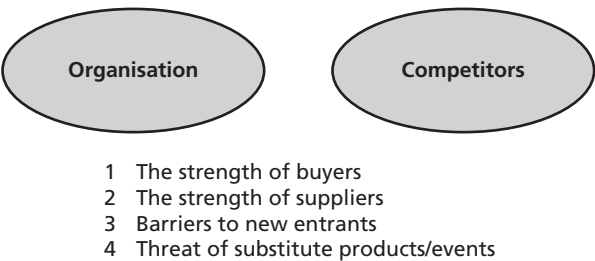 Organisation Competitors
1 The strength of buyers
2 The strength of suppliers
3 Barriers to new entrants
4 Threat of substitute products/events